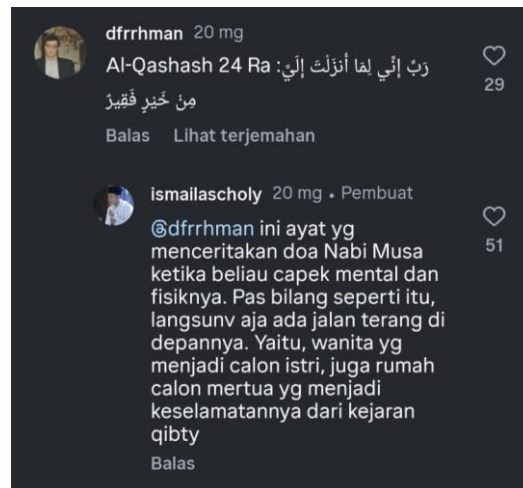 dfrrhman 20 mg
Al-Qashash 24 Ra :رَبِّ إِنِّي لِمَا أَنزَلْتَ إِلَيَّ
مِنْ خَيْرٍ فَقِيرٌ
29
Balas Lihat terjemahan
ismailascholy 20 mg • Pembuat
@dfrrhman ini ayat yg
menceritakan doa Nabi Musa
ketika beliau capek mental dan
fisiknya. Pas bilang seperti itu,
langsunv aja ada jalan terang di
depannya. Yaitu, wanita yg
menjadi calon istri, juga rumah
calon mertua yg menjadi
keselamatannya dari kejaran
qibty
51
Balas